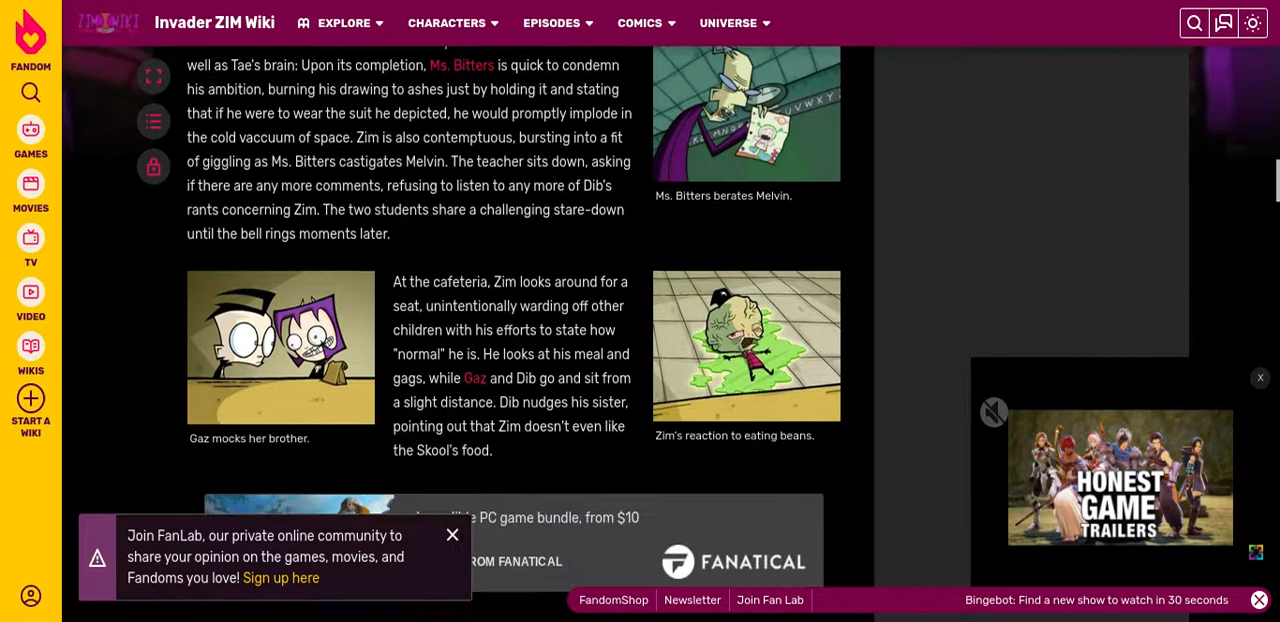 FANDOM
GAMES
MOVIES
TV
VIDEO
WIKIS
START A
WIKI
ZIM WIKI
Invader ZIM Wiki
EXPLORE
CHARACTERS
EPISODES
COMICS
UNIVERSE
well as Tae's brain: Upon its completion, Ms. Bitters is quick to condemn
his ambition, burning his drawing to ashes just by holding it and stating
that if he were to wear the suit he depicted, he would promptly implode in
the cold vaccuum of space. Zim is also contemptuous, bursting into a fit
of giggling as Ms. Bitters castigates Melvin. The teacher sits down, asking
if there are any more comments, refusing to listen to any more of Dib's
rants concerning Zim. The two students share a challenging stare-down
until the bell rings moments later.
UVWXYZ
Ms. Bitters berates Melvin.
Gaz mocks her brother.
At the cafeteria, Zim looks around for a
seat, unintentionally warding off other
children with his efforts to state how
"normal" he is. He looks at his meal and
gags, while Gaz and Dib go and sit from
a slight distance. Dib nudges his sister,
pointing out that Zim doesn't even like
the Skool's food.
Zim's reaction to eating beans.
PC game bundle, from $10
FANATICAL
FANATICAL
Join FanLab, our private online community to
share your opinion on the games, movies, and
Fandoms you love! Sign up here
X
HONEST
GAME
TRAILERS
FandomShop
Newsletter
Join Fan Lab
Bingebot: Find a new show to watch in 30 seconds